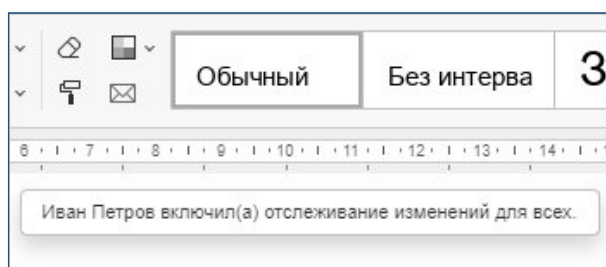 Обычный Без интерва З
6 7 8 9 10 11 12 13 14
Иван Петров включил(а) отслеживание изменений для всех.